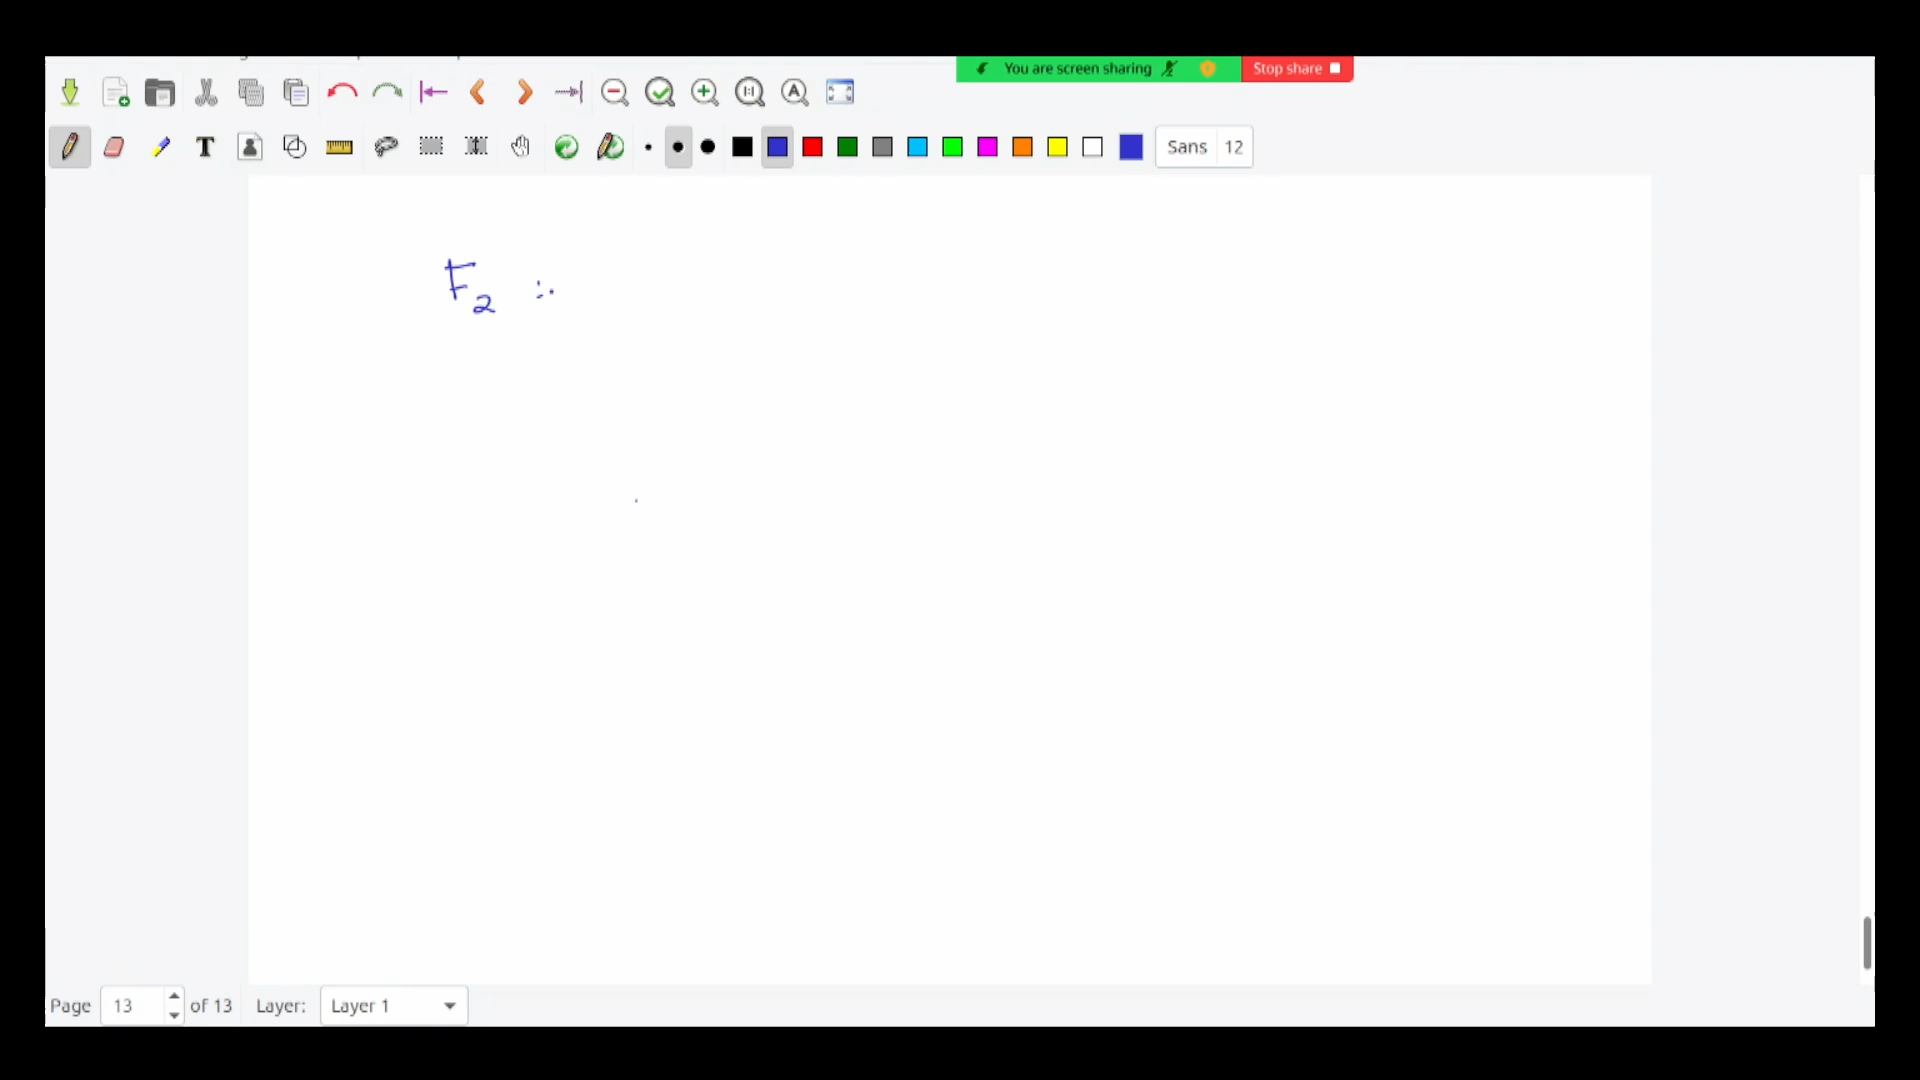 You are screen sharing Stop share
T Sans 12
F₂ :
Page 13 of 13 Layer: Layer 1